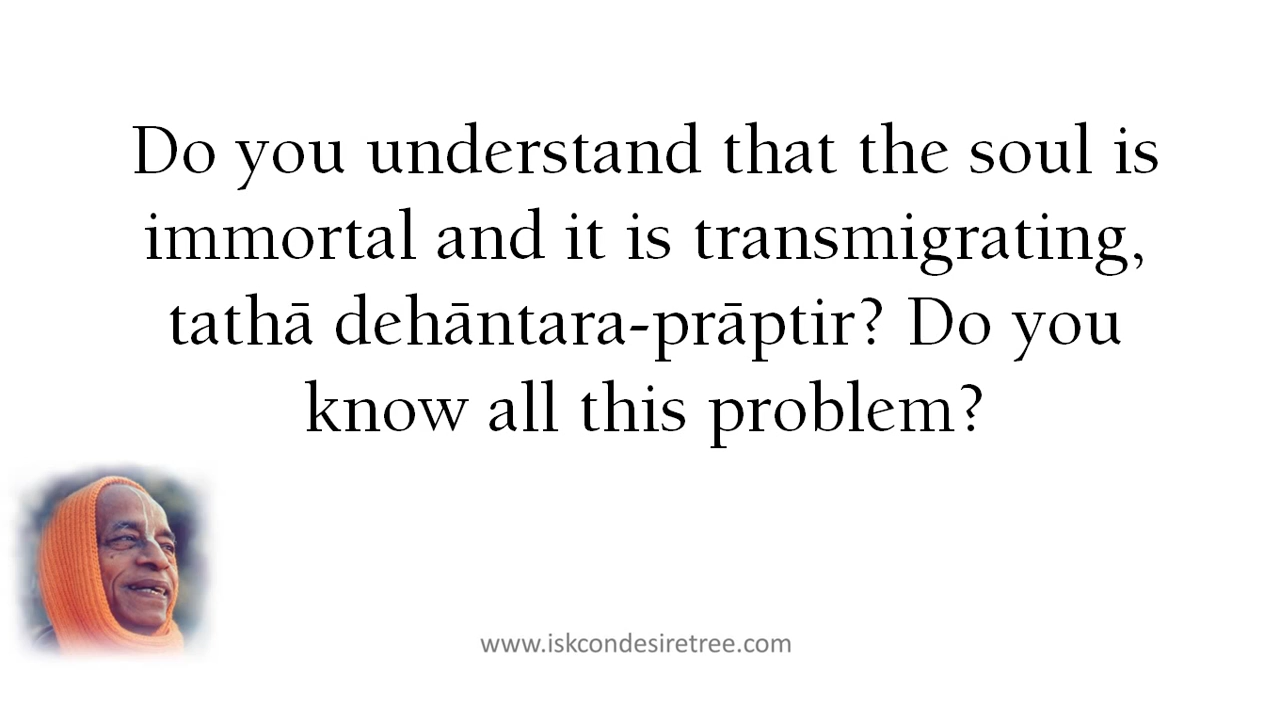 Do you understand that the soul is
immortal and it is transmigrating,
tathā dehāntara-prāptir? Do you
know all this problem?
www.iskcondesiretree.com